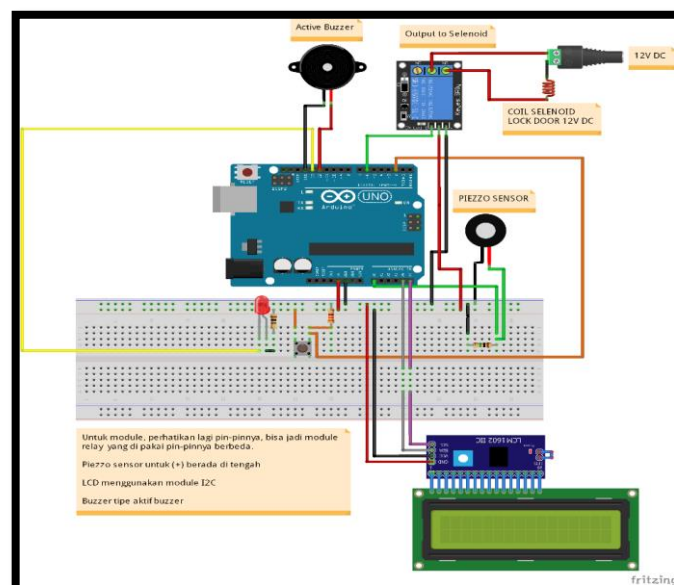 Active Buzzer
Output to Selenoid
12V DC
COIL SELENOID
LOCK DOOR 12V DC
PIEZZO SENSOR
UNO
Arduino
Untuk module, perhatikan lagi pin-pinnya, bisa jadi module
relay yang di pakai pin-pinnya berbeda.
Piezzo sensor untuk (+) berada di tengah
LCD menggunakan module I2C
Buzzer tipe aktif buzzer
LCM1602 IIC
GND
fritzing